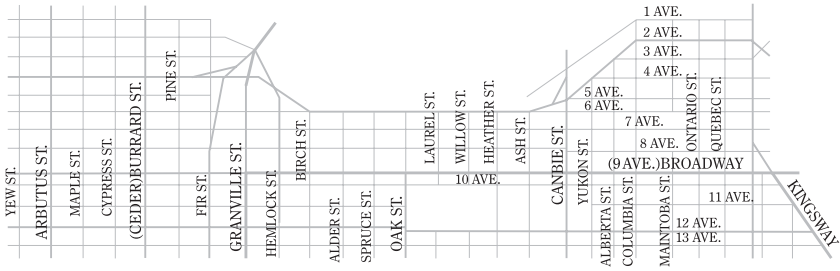 1 AVE.
2 AVE.
3 AVE.
4 AVE.
5 AVE.
6 AVE.
7 AVE.
8 AVE.
(9 AVE.)BROADWAY
10 AVE.
11 AVE.
12 AVE.
13 AVE.
YEW ST.
ARBUTUS ST.
MAPLE ST.
CYPRESS ST.
(CEDER)BURRARD ST.
PINE ST.
FIR ST.
GRANVILLE ST.
HEMLOCK ST.
BIRCH ST.
ALDER ST.
SPRUCE ST.
OAK ST.
LAUREL ST.
WILLOW ST.
HEATHER ST.
ASH ST.
CANBIE ST.
YUKON ST.
ALBERTA ST.
COLUMBIA ST.
MAINTOBA ST.
ONTARIO ST.
QUEBEC ST.
KINGSWAY